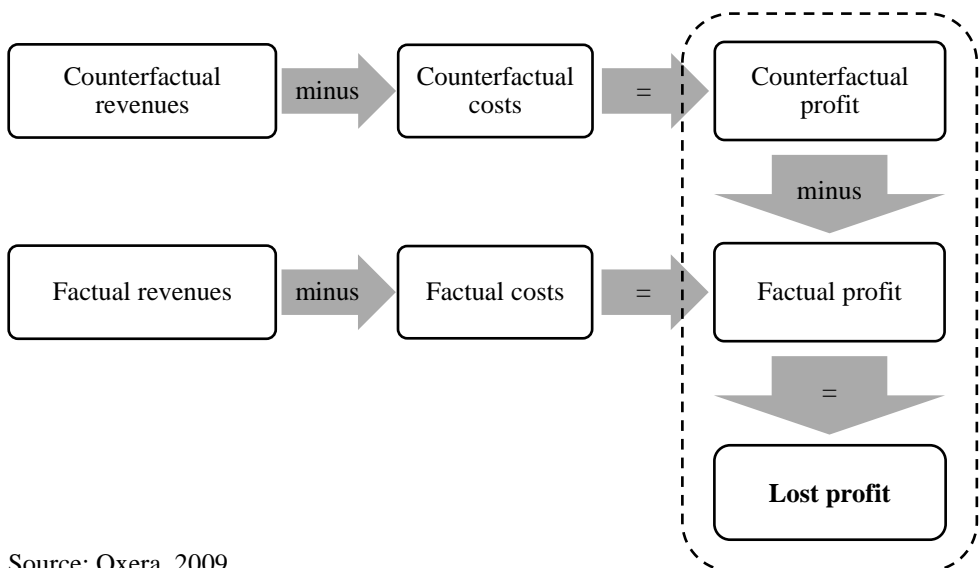 Counterfactual
revenues
minus
Counterfactual
costs
=
Counterfactual
profit
minus
Factual revenues
minus
Factual costs
=
Factual profit
=
Lost profit
Source: Oxera, 2009